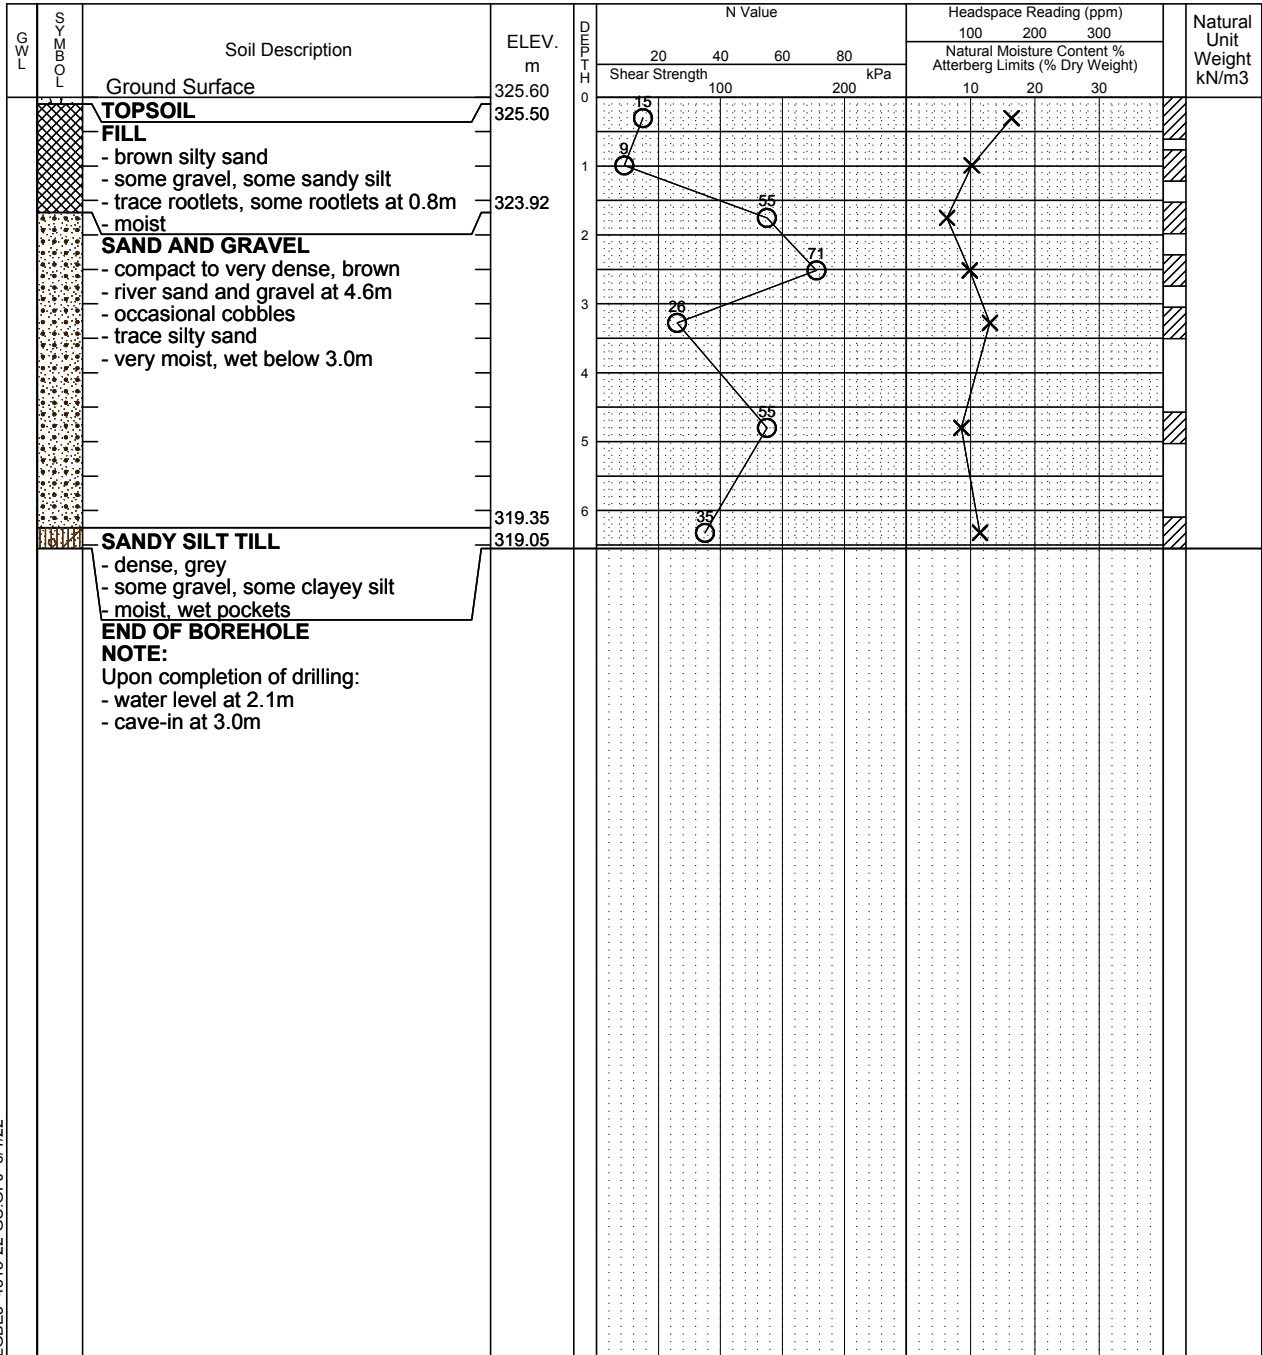 GWL
SYMBOL
Soil Description
Ground Surface
ELEV.
m
325.60
DEPTH
N Value
20 40 60 80
Shear Strength kPa
100 200
Headspace Reading (ppm)
100 200 300
Natural Moisture Content %
Atterberg Limits (% Dry Weight)
10 20 30
Natural
Unit
Weight
kN/m3
0
TOPSOIL 325.50
15
FILL
- brown silty sand
9
1
- some gravel, some sandy silt
- trace rootlets, some rootlets at 0.8m 323.92
55
- moist
2
SAND AND GRAVEL
71
- compact to very dense, brown
- river sand and gravel at 4.6m
3
26
- occasional cobbles
- trace silty sand
- very moist, wet below 3.0m
4
55
5
6
319.35
35
SANDY SILT TILL 319.05
- dense, grey
- some gravel, some clayey silt
- moist, wet pockets
END OF BOREHOLE
NOTE:
Upon completion of drilling:
- water level at 2.1m
- cave-in at 3.0m